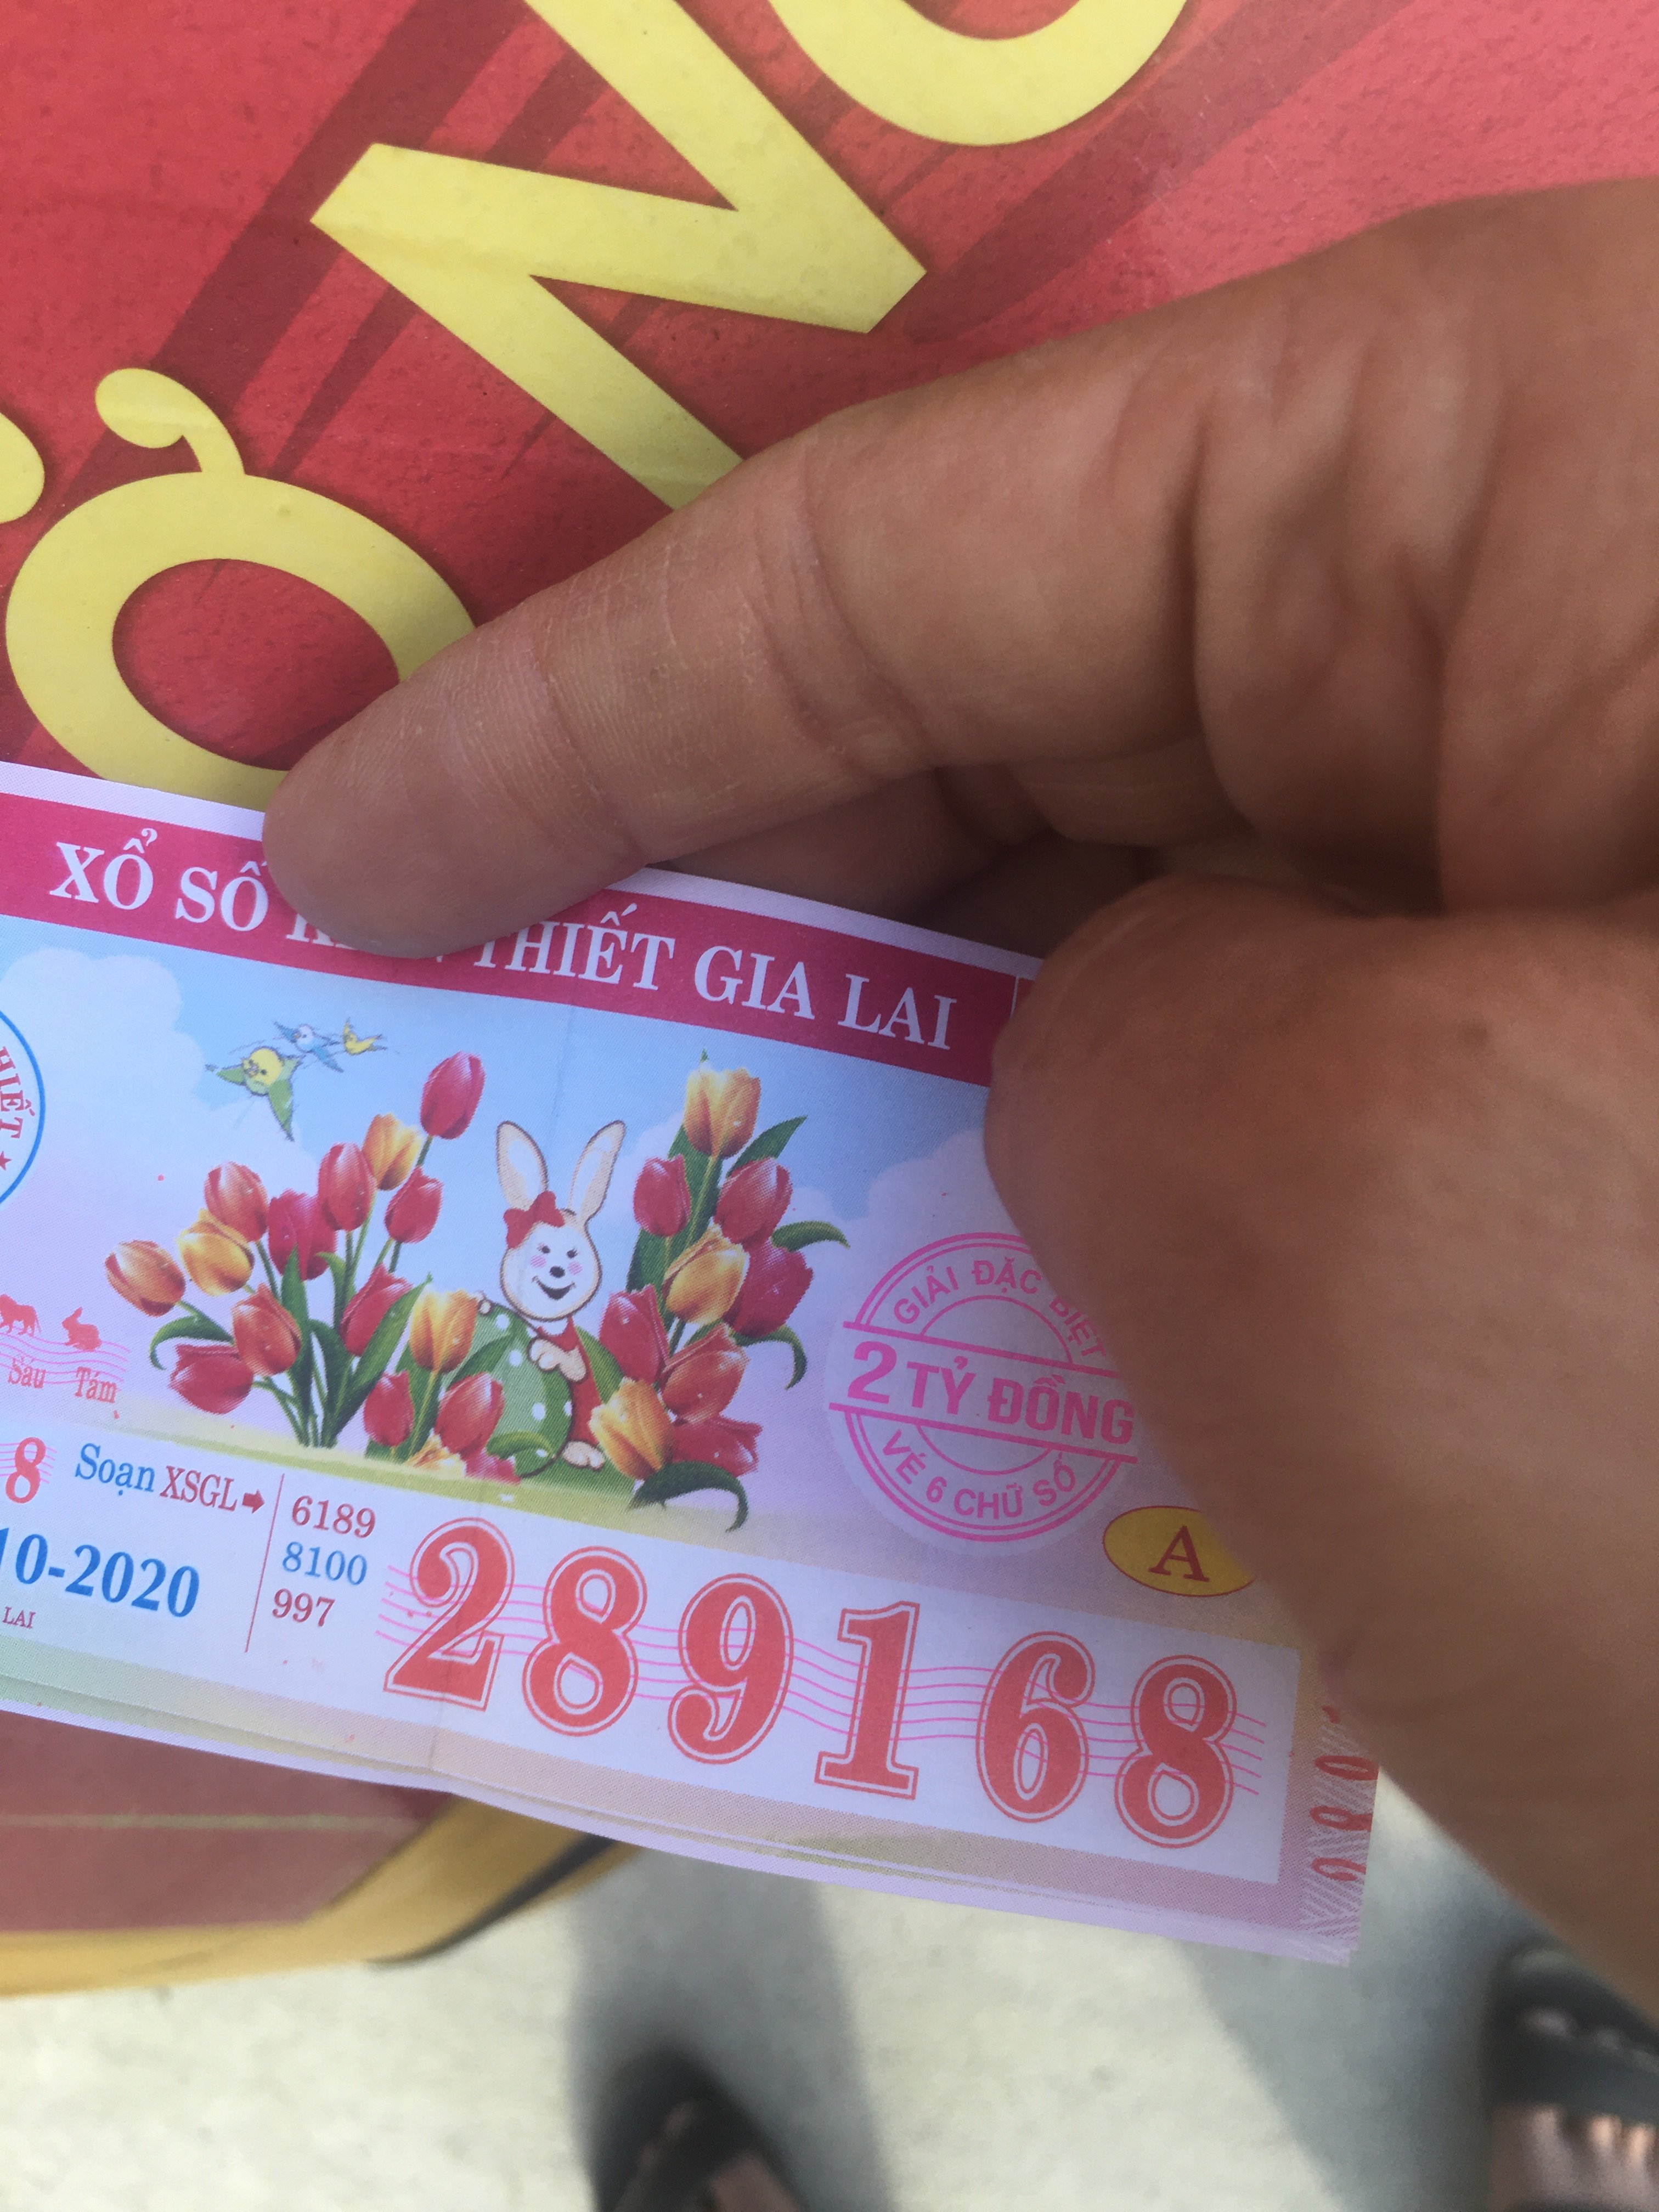 XỔ SỐ THIẾT GIA LAI
GIẢI ĐẶC BIỆT
2 TỶ ĐỒNG
VÉ 6 CHỮ SỐ
Sáu Tám
8 Soạn XSGL
6189
8100
997
10-2020
LAI
A
289168